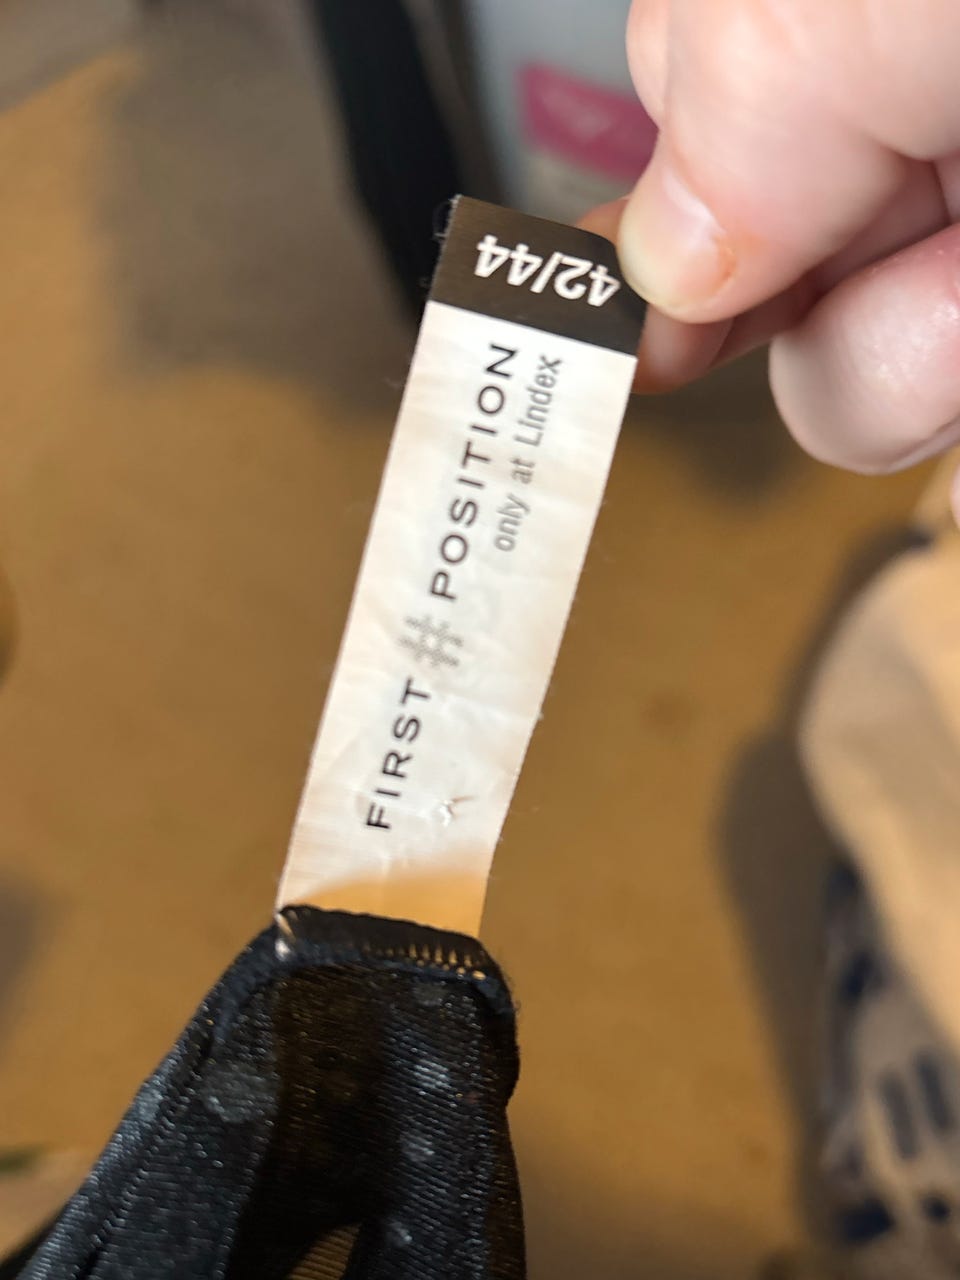 42/44
FIRST # POSITION
only at Lindex